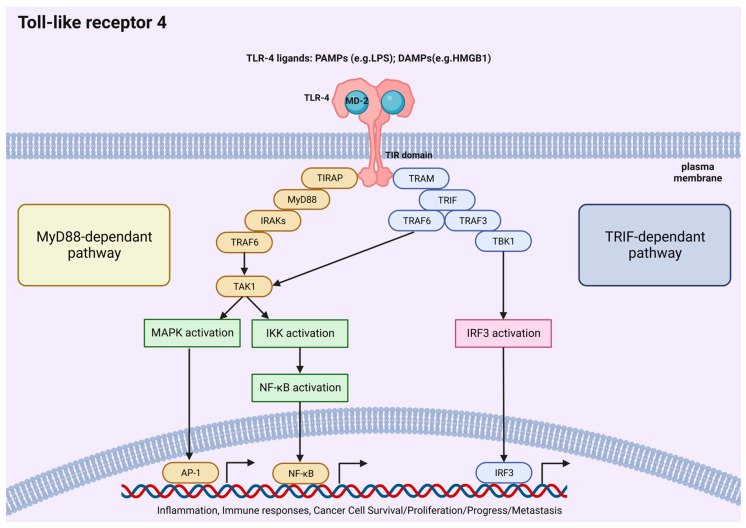 Toll-like receptor 4
TLR-4 ligands: PAMPs (e.g.LPS); DAMPs(e.g.HMGB1)
TLR-4
MD-2
TIR domain
plasma
membrane
TIRAP
TRAM
MyD88
TRIF
IRAKs
TRAF6
TRAF3
TRAF6
TBK1
MyD88-dependant
pathway
TRIF-dependant
pathway
TAK1
MAPK activation
IKK activation
IRF3 activation
NF-κB activation
AP-1
NF-κB
IRF3
Inflammation, Immune responses, Cancer Cell Survival/Proliferation/Progress/Metastasis